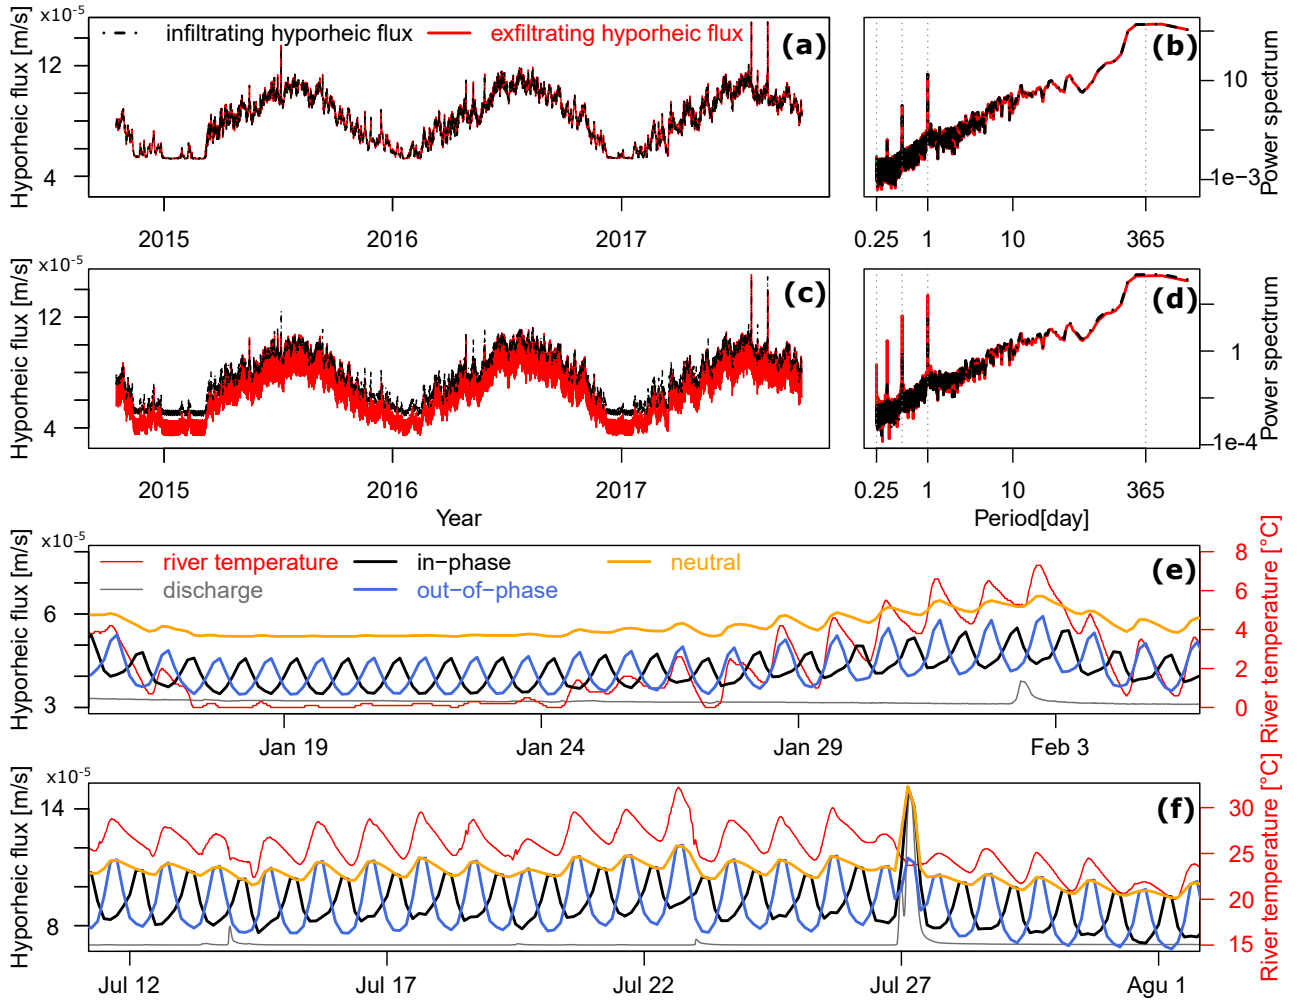 x10⁻⁵
infiltrating hyporheic flux
exfiltrating hyporheic flux
(a)
Hyporheic flux [m/s]
12
4
2015
2016
2017
(b)
10
1e−3
Power spectrum
0.25
1
10
365
x10⁻⁵
(c)
Hyporheic flux [m/s]
12
4
2015
2016
2017
Year
(d)
1
1e-4
Power spectrum
0.25
1
10
365
Period[day]
x10⁻⁵
river temperature
in−phase
neutral
discharge
out−of−phase
(e)
Hyporheic flux [m/s]
6
3
8
6
4
2
0
River temperature [°C]
Jan 19
Jan 24
Jan 29
Feb 3
x10⁻⁵
(f)
Hyporheic flux [m/s]
14
8
30
25
20
15
River temperature [°C]
Jul 12
Jul 17
Jul 22
Jul 27
Agu 1